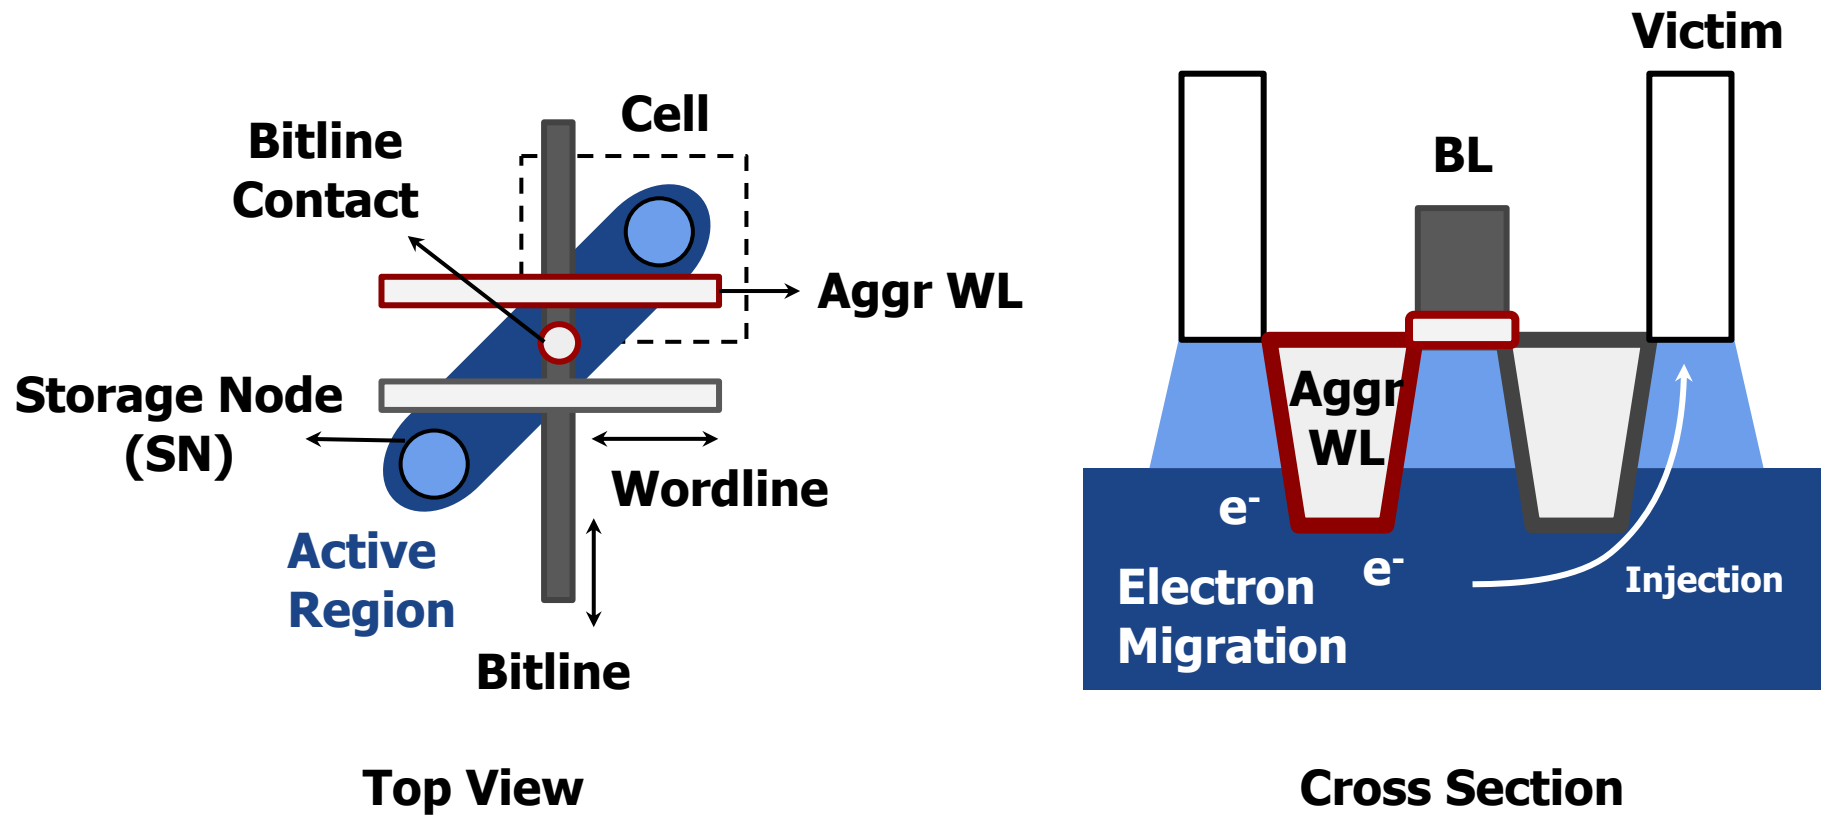 Victim
Cell
Bitline
Contact
BL
Aggr WL
Storage Node
(SN)
Aggr
WL
Wordline
Active
Region
Bitline
e-
e-
Electron
Migration
Injection
Top View
Cross Section